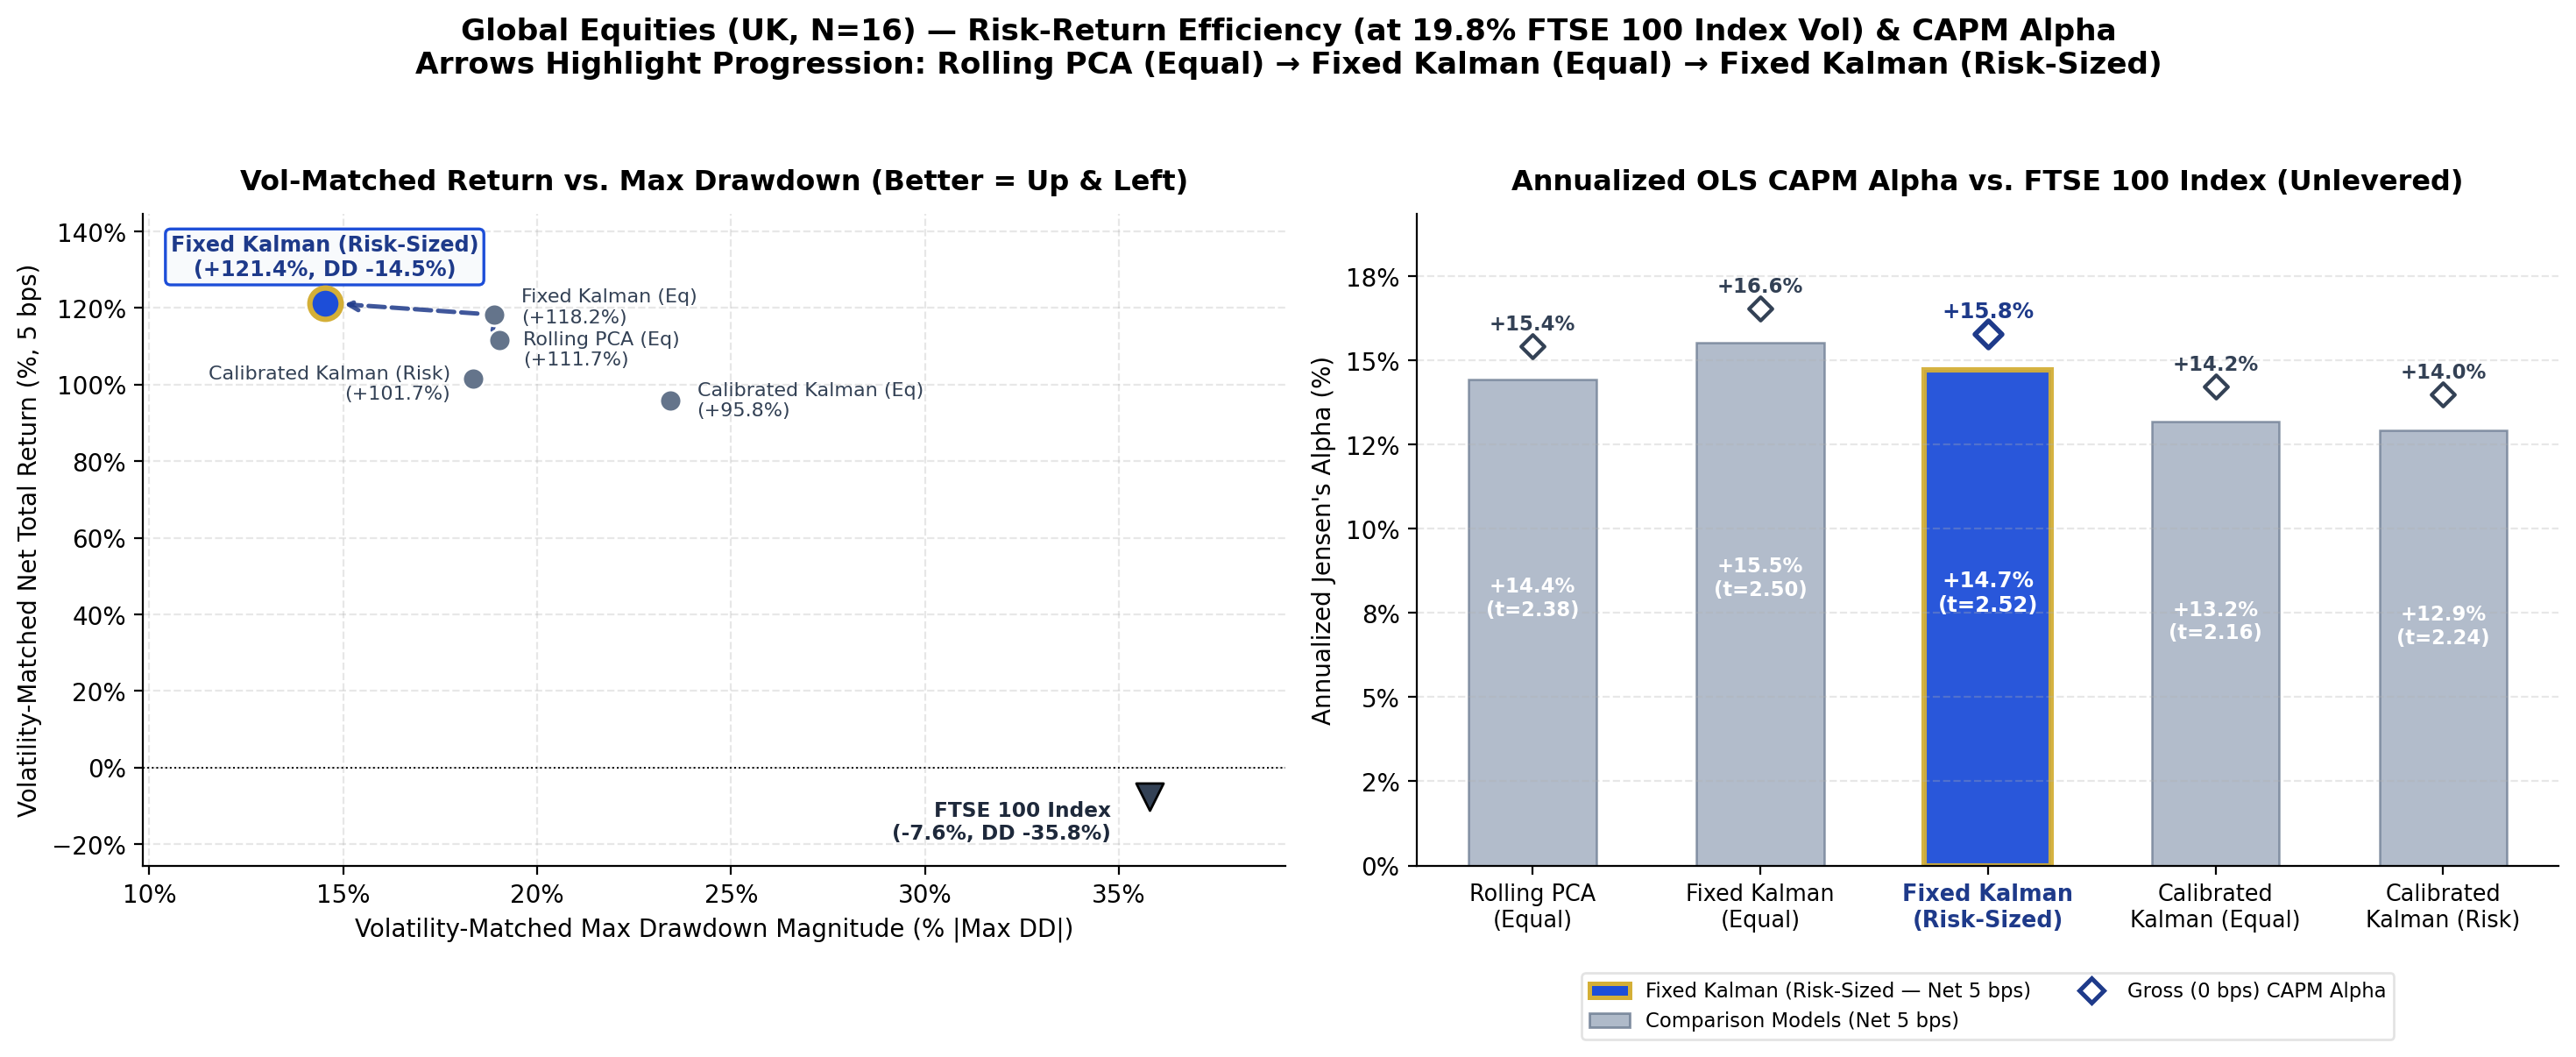 Global Equities (UK, N=16) — Risk-Return Efficiency (at 19.8% FTSE 100 Index Vol) & CAPM Alpha
Arrows Highlight Progression: Rolling PCA (Equal) → Fixed Kalman (Equal) → Fixed Kalman (Risk-Sized)
Vol-Matched Return vs. Max Drawdown (Better = Up & Left)
Volatility-Matched Net Total Return (%, 5 bps)
140%
120%
100%
80%
60%
40%
20%
0%
−20%
Fixed Kalman (Risk-Sized)
(+121.4%, DD -14.5%)
Fixed Kalman (Eq)
(+118.2%)
Rolling PCA (Eq)
(+111.7%)
Calibrated Kalman (Risk)
(+101.7%)
Calibrated Kalman (Eq)
(+95.8%)
FTSE 100 Index
(-7.6%, DD -35.8%)
10%
15%
20%
25%
30%
35%
Volatility-Matched Max Drawdown Magnitude (% |Max DD|)
Annualized OLS CAPM Alpha vs. FTSE 100 Index (Unlevered)
Annualized Jensen's Alpha (%)
18%
15%
12%
10%
8%
5%
2%
0%
+15.4%
+16.6%
+15.8%
+14.2%
+14.0%
+14.4%
(t=2.38)
+15.5%
(t=2.50)
+14.7%
(t=2.52)
+13.2%
(t=2.16)
+12.9%
(t=2.24)
Rolling PCA
(Equal)
Fixed Kalman
(Equal)
Fixed Kalman
(Risk-Sized)
Calibrated
Kalman (Equal)
Calibrated
Kalman (Risk)
Fixed Kalman (Risk-Sized — Net 5 bps)
Comparison Models (Net 5 bps)
Gross (0 bps) CAPM Alpha